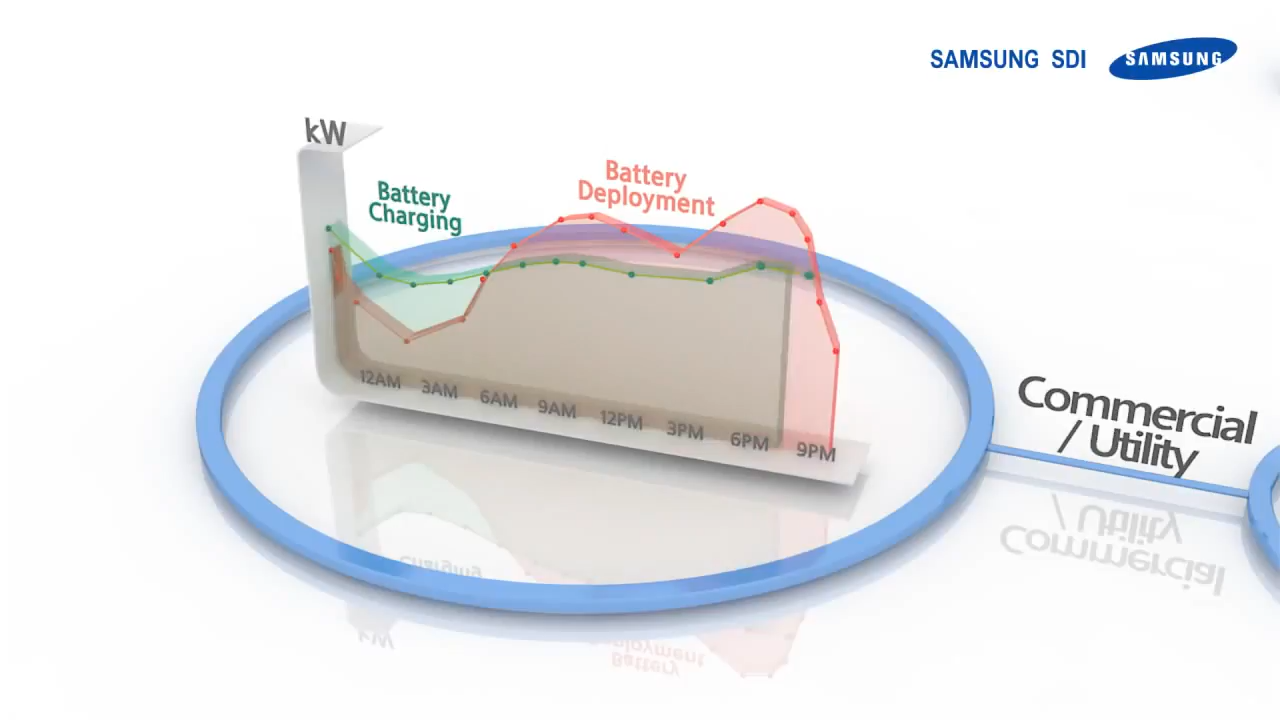 SAMSUNG SDI
SAMSUNG
kW
Battery
Charging
Battery
Deployment
12AM 3AM 6AM 9AM 12PM 3PM 6PM 9PM
Commercial
/ Utility